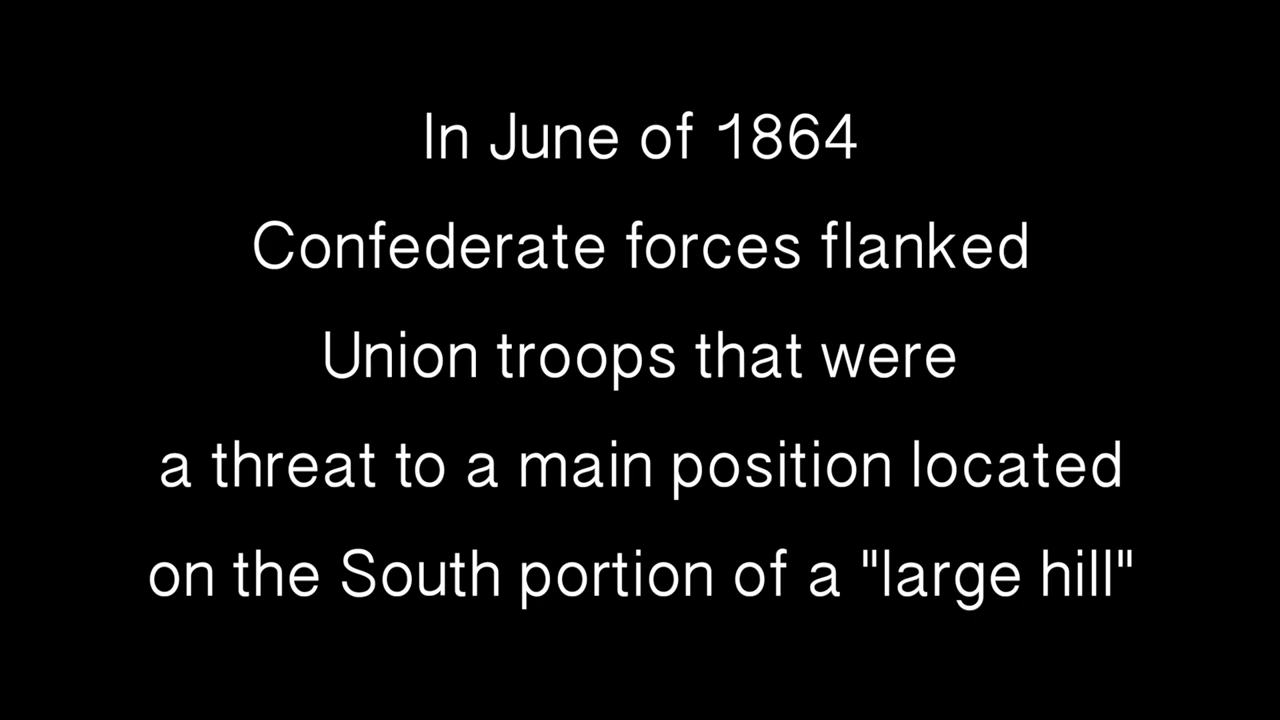 In June of 1864
Confederate forces flanked
Union troops that were
a threat to a main position located
on the South portion of a "large hill"